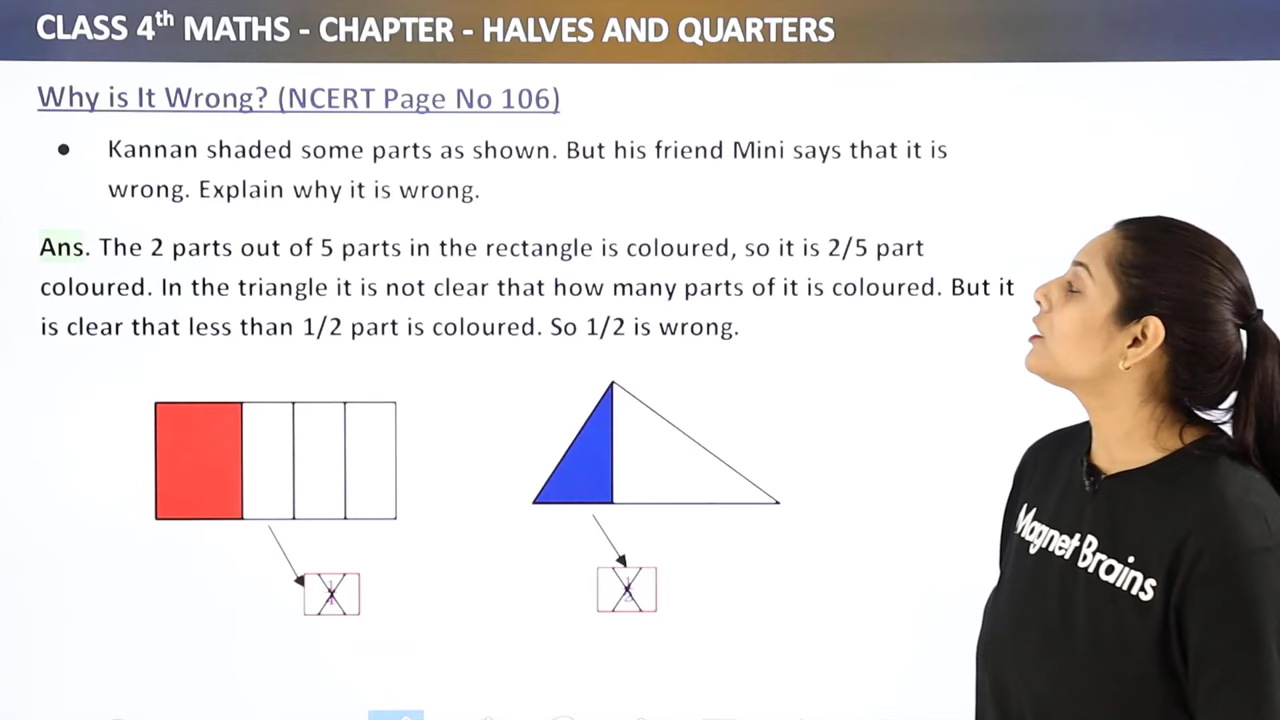 CLASS 4th MATHS - CHAPTER - HALVES AND QUARTERS
Why is It Wrong? (NCERT Page No 106)
● Kannan shaded some parts as shown. But his friend Mini says that it is
wrong. Explain why it is wrong.
Ans. The 2 parts out of 5 parts in the rectangle is coloured, so it is 2/5 part
coloured. In the triangle it is not clear that how many parts of it is coloured. But it
is clear that less than 1/2 part is coloured. So 1/2 is wrong.
Magnet Brains